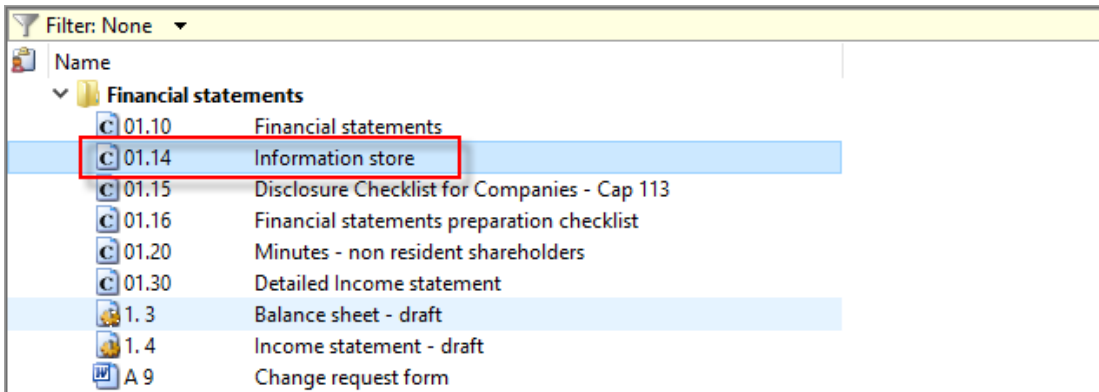 Filter: None
Name
Financial statements
01.10 Financial statements
01.14 Information store
01.15 Disclosure Checklist for Companies - Cap 113
01.16 Financial statements preparation checklist
01.20 Minutes - non resident shareholders
01.30 Detailed Income statement
1. 3 Balance sheet - draft
1. 4 Income statement - draft
A 9 Change request form